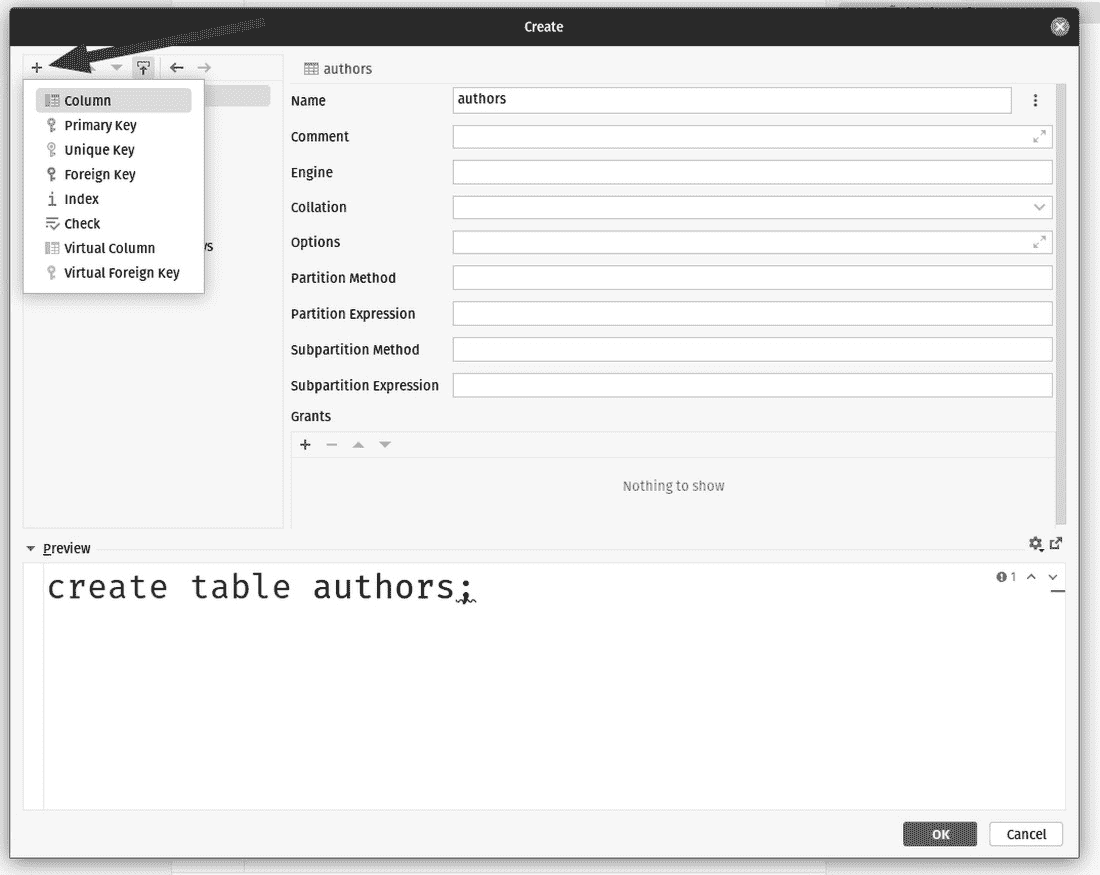 Create
authors
Column
Primary Key
Unique Key
Foreign Key
Index
Check
Virtual Column
Virtual Foreign Key
Name authors
Comment
Engine
Collation
Options
Partition Method
Partition Expression
Subpartition Method
Subpartition Expression
Grants
Nothing to show
Preview
create table authors;
1
OK Cancel